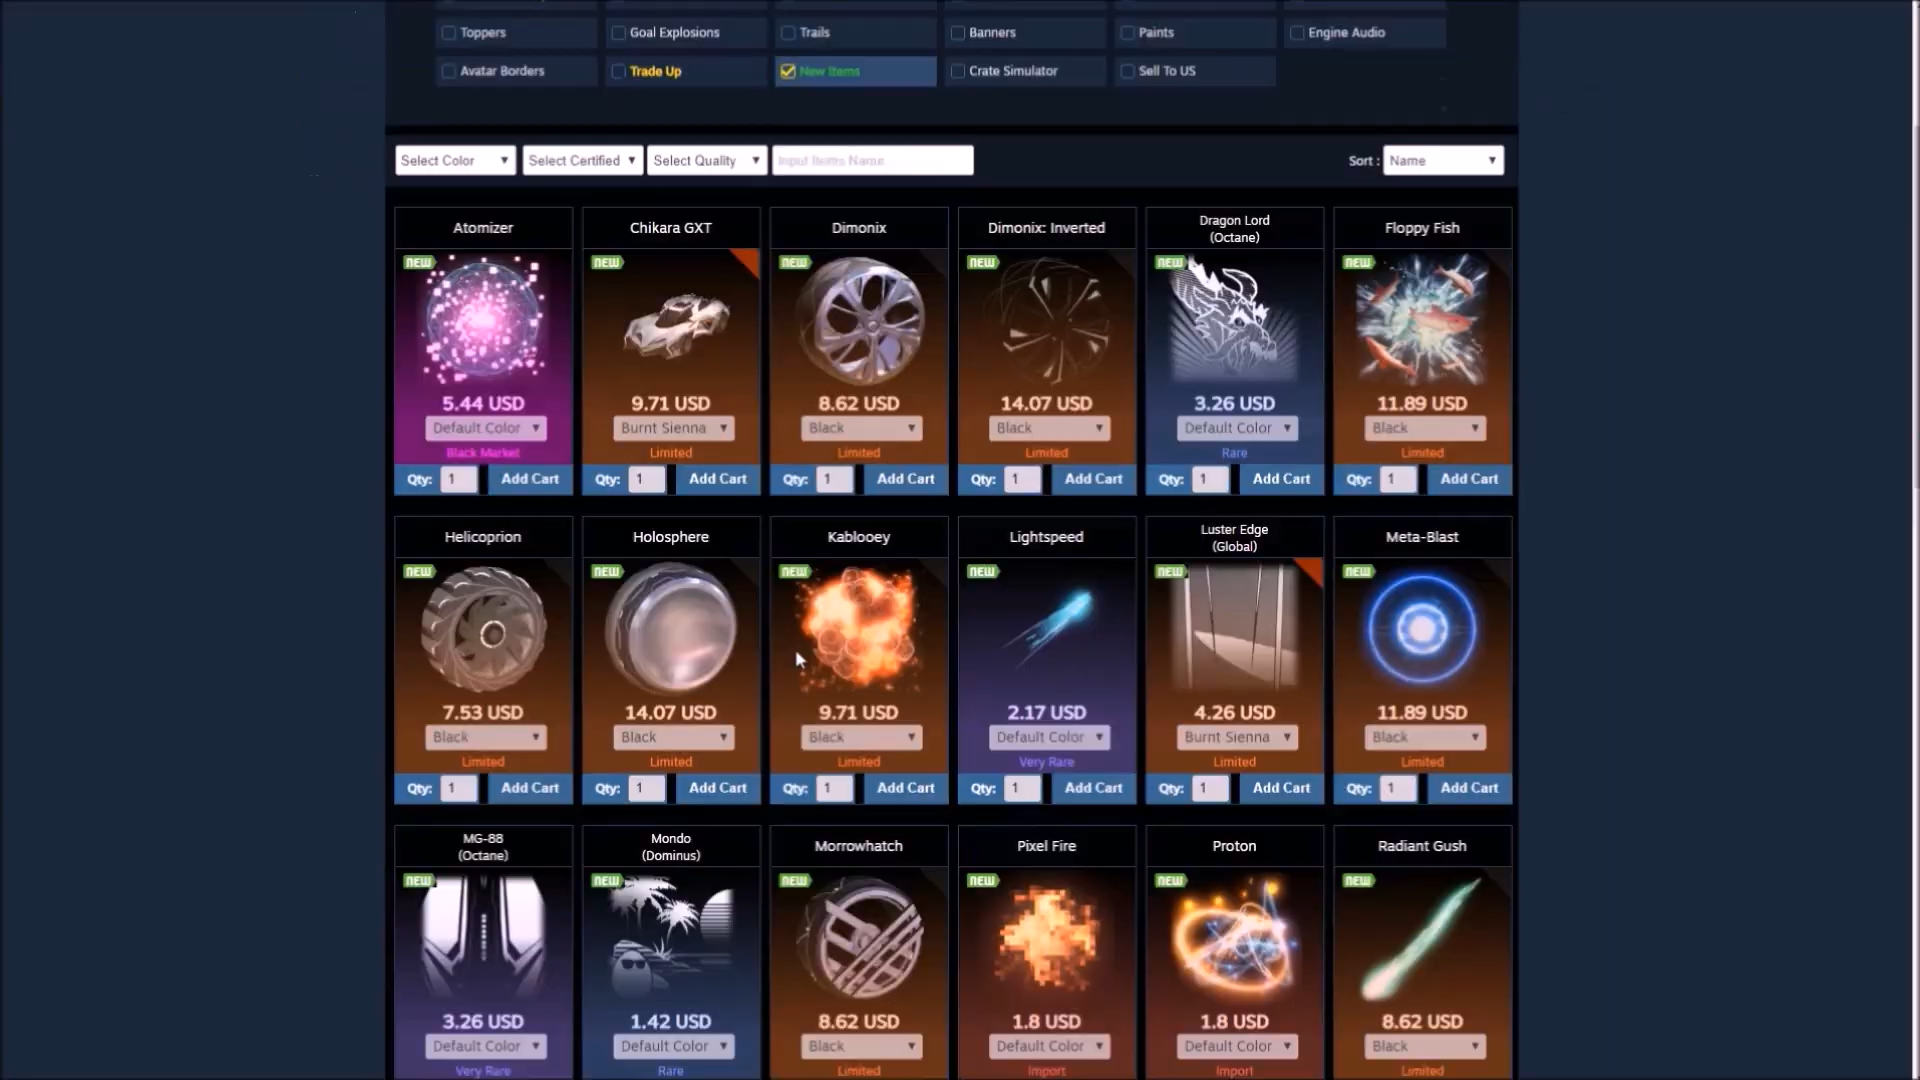 Toppers Goal Explosions Trails Banners Paints Engine Audio
Avatar Borders Trade Up New Items Crate Simulator Sell To US
Select Color Select Certified Select Quality Input Items Name Sort : Name
Atomizer Chikara GXT Dimonix Dimonix: Inverted Dragon Lord (Octane) Floppy Fish
NEW NEW NEW NEW NEW NEW
5.44 USD 9.71 USD 8.62 USD 14.07 USD 3.26 USD 11.89 USD
Default Color Burnt Sienna Black Black Default Color Black
Black Market Limited Limited Limited Rare Limited
Qty: 1 Add Cart Qty: 1 Add Cart Qty: 1 Add Cart Qty: 1 Add Cart Qty: 1 Add Cart Qty: 1 Add Cart
Helicoprion Holosphere Kablooey Lightspeed Luster Edge (Global) Meta-Blast
NEW NEW NEW NEW NEW NEW
7.53 USD 14.07 USD 9.71 USD 2.17 USD 4.26 USD 11.89 USD
Black Black Black Default Color Burnt Sienna Black
Limited Limited Limited Very Rare Limited Limited
Qty: 1 Add Cart Qty: 1 Add Cart Qty: 1 Add Cart Qty: 1 Add Cart Qty: 1 Add Cart Qty: 1 Add Cart
MG-88 (Octane) Mondo (Dominus) Morrowhatch Pixel Fire Proton Radiant Gush
NEW NEW NEW NEW NEW NEW
3.26 USD 1.42 USD 8.62 USD 1.8 USD 1.8 USD 8.62 USD
Default Color Default Color Black Default Color Default Color Black
Very Rare Rare Limited Import Import Limited